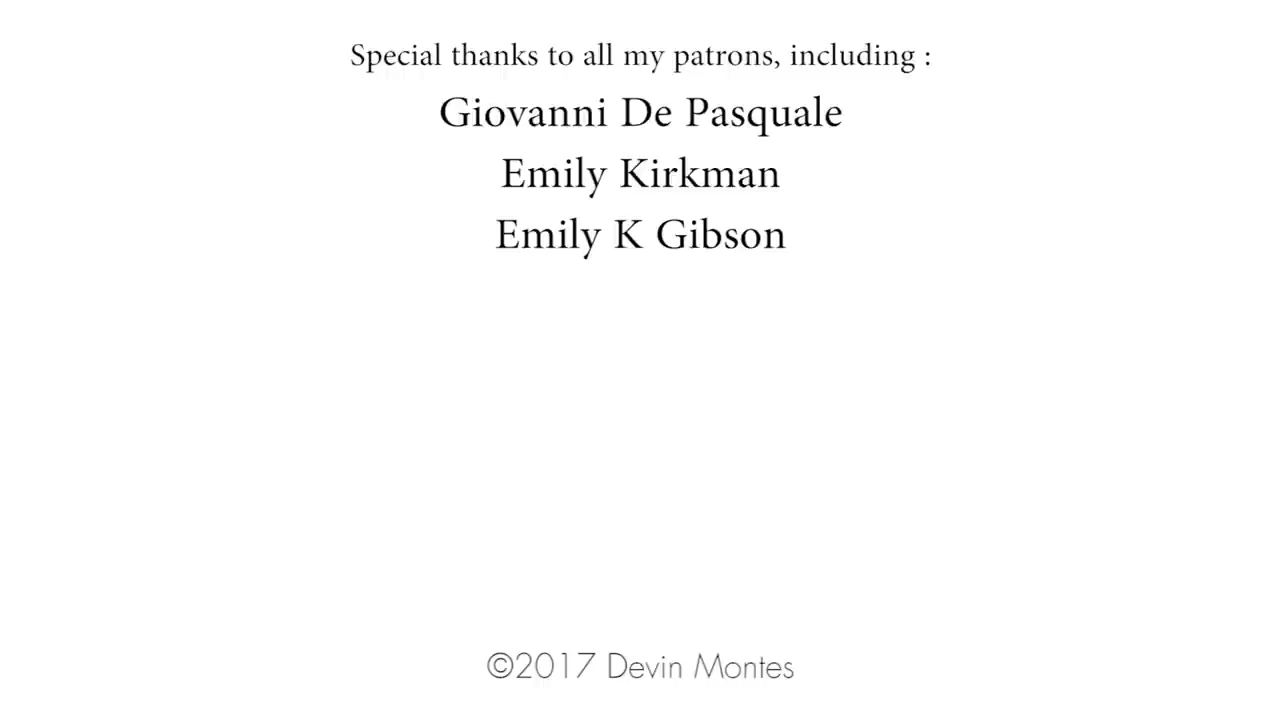 Special thanks to all my patrons, including :
Giovanni De Pasquale
Emily Kirkman
Emily K Gibson
©2017 Devin Montes